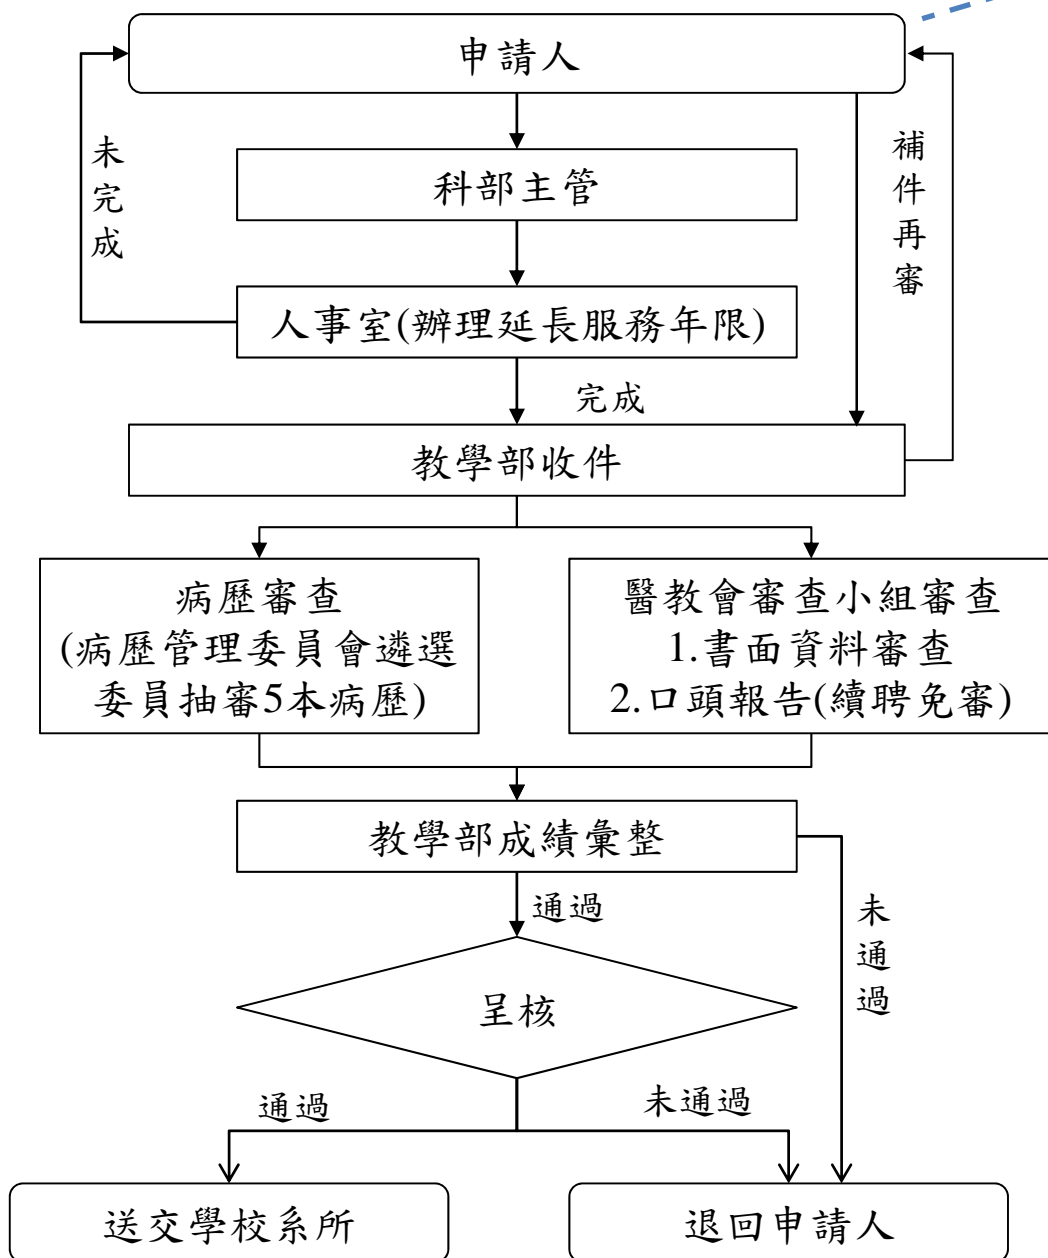 申請人
未完成
補件再審
科部主管
人事室(辦理延長服務年限)
完成
教學部收件
病歷審查
(病歷管理委員會遴選
委員抽審5本病歷)
醫教會審查小組審查
1.書面資料審查
2.口頭報告(續聘免審)
教學部成績彙整
通過
未通過
呈核
通過
未通過
送交學校系所
退回申請人